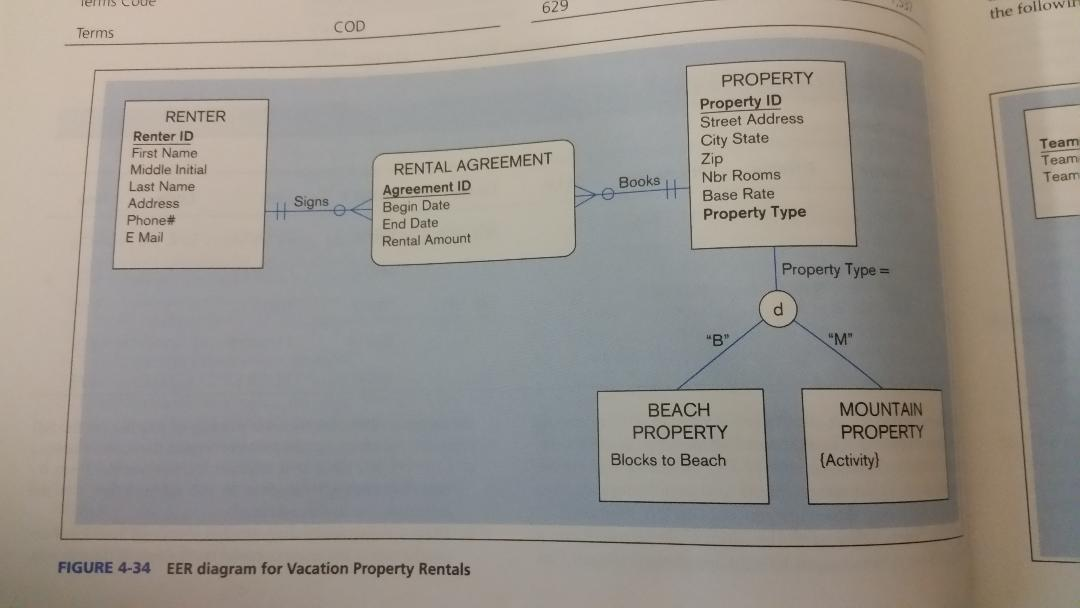 Terms Code
Terms
COD
629
the following
RENTER
Renter ID
First Name
Middle Initial
Last Name
Address
Phone#
E Mail
Signs
RENTAL AGREEMENT
Agreement ID
Begin Date
End Date
Rental Amount
Books
PROPERTY
Property ID
Street Address
City State
Zip
Nbr Rooms
Base Rate
Property Type
Property Type =
d
"B"
"M"
BEACH
PROPERTY
Blocks to Beach
MOUNTAIN
PROPERTY
{Activity}
Team
Team
Team
FIGURE 4-34 EER diagram for Vacation Property Rentals